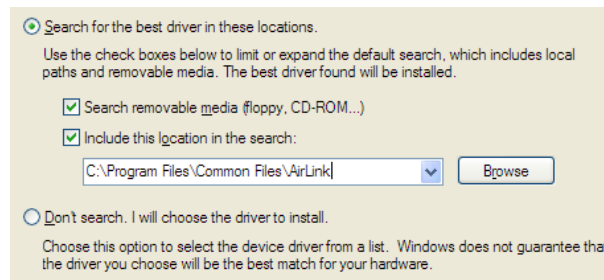 Search for the best driver in these locations.
Use the check boxes below to limit or expand the default search, which includes local
paths and removable media. The best driver found will be installed.
Search removable media (floppy, CD-ROM...)
Include this location in the search:
C:\Program Files\Common Files\AirLink
Browse
Don't search. I will choose the driver to install.
Choose this option to select the device driver from a list. Windows does not guarantee tha
the driver you choose will be the best match for your hardware.